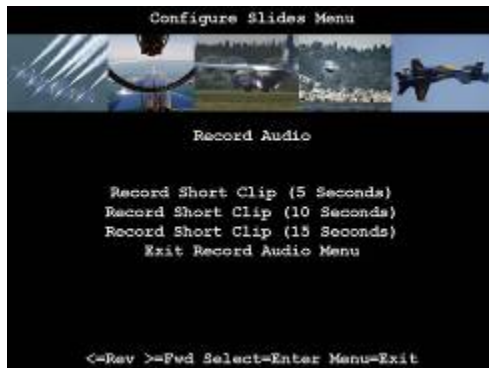 Configure Slides Menu
Record Audio
Record Short Clip (5 Seconds)
Record Short Clip (10 Seconds)
Record Short Clip (15 Seconds)
Exit Record Audio Menu
<=Rev >=Fwd Select=Enter Menu=Exit